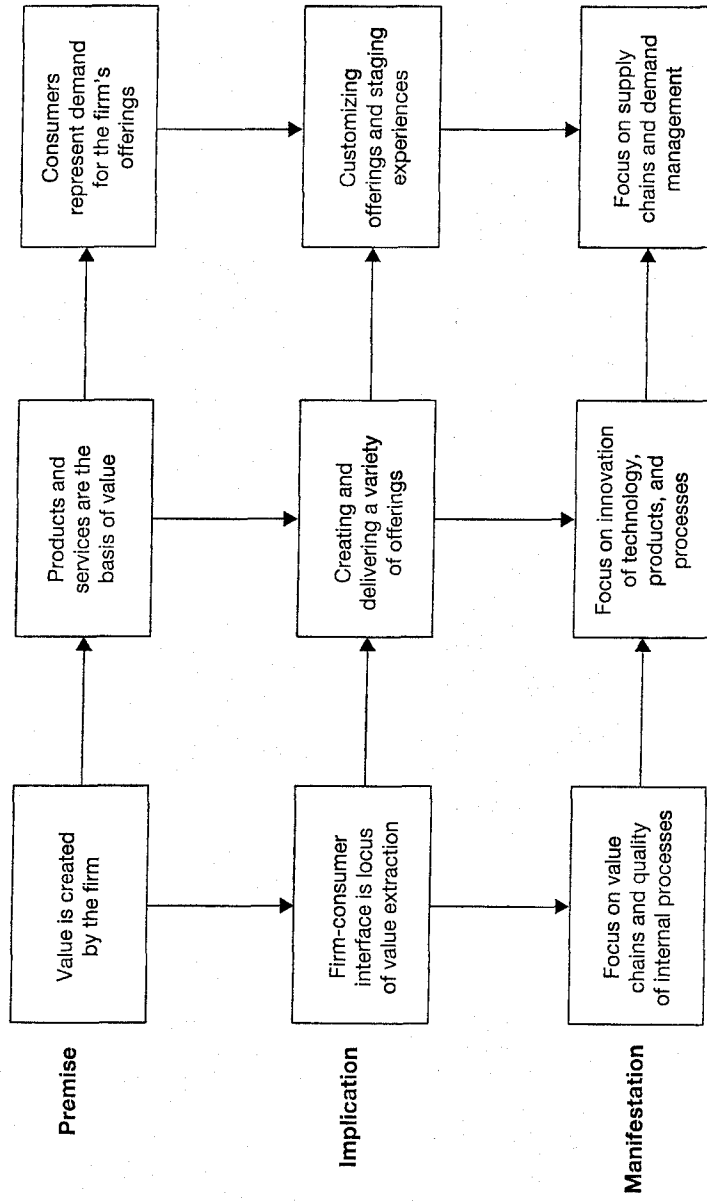 Premise
Value is created
by the firm
Products and
services are the
basis of value
Consumers
represent demand
for the firm's
offerings
Implication
Firm-consumer
interface is locus
of value extraction
Creating and
delivering a variety
of offerings
Customizing
offerings and staging
experiences
Manifestation
Focus on value
chains and quality
of internal processes
Focus on innovation
of technology,
products, and
processes
Focus on supply
chains and demand
management